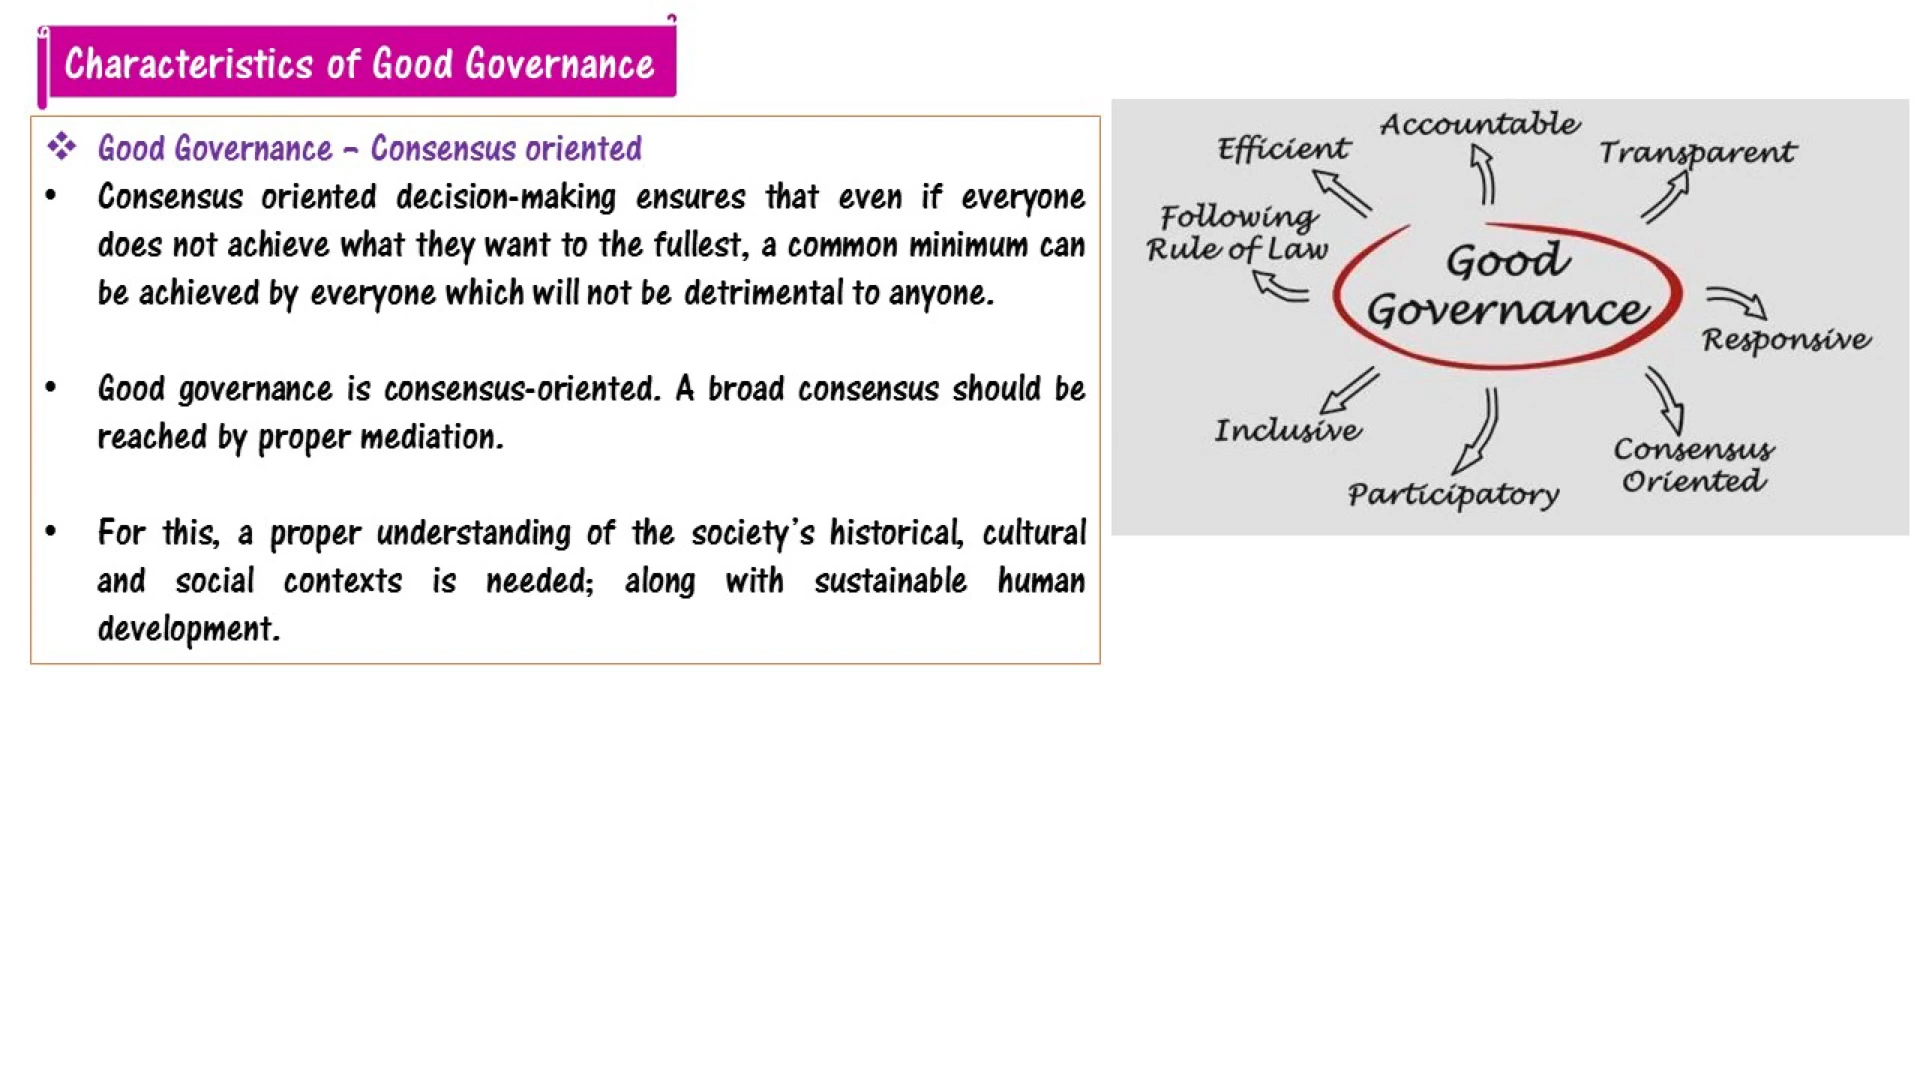 Characteristics of Good Governance
❖ Good Governance – Consensus oriented
• Consensus oriented decision-making ensures that even if everyone
does not achieve what they want to the fullest, a common minimum can
be achieved by everyone which will not be detrimental to anyone.
• Good governance is consensus-oriented. A broad consensus should be
reached by proper mediation.
• For this, a proper understanding of the society's historical, cultural
and social contexts is needed; along with sustainable human
development.
Accountable
Efficient
Transparent
Following
Rule of Law
Good
Governance
Responsive
Inclusive
Consensus
Oriented
Participatory